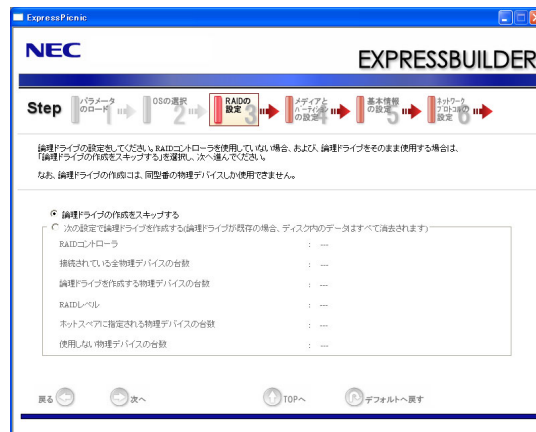 ExpressPicnic
NEC
EXPRESSBUILDER
Step
パラメータ
のロード 1
OSの選択
2
RAIDの
設定 3
メディアと
パーティション
の設定 4
基本情報
の設定 5
ネットワーク
プロトコルの
設定 6
論理ドライブの設定をしてください。RAIDコントローラを使用していない場合、および、論理ドライブをそのまま使用する場合は、
「論理ドライブの作成をスキップする」を選択し、次へ進んでください。
なお、論理ドライブの作成には、同型番の物理デバイスしか使用できません。
論理ドライブの作成をスキップする
次の設定で論理ドライブを作成する(論理ドライブが既存の場合、ディスク内のデータはすべて消去されます)
RAIDコントローラ : ---
接続されている全物理デバイスの台数 : ---
論理ドライブを作成する物理デバイスの台数 : ---
RAIDレベル : ---
ホットスペアに指定される物理デバイスの台数 : ---
使用しない物理デバイスの台数 : ---
戻る 次へ TOPへ デフォルトへ戻す